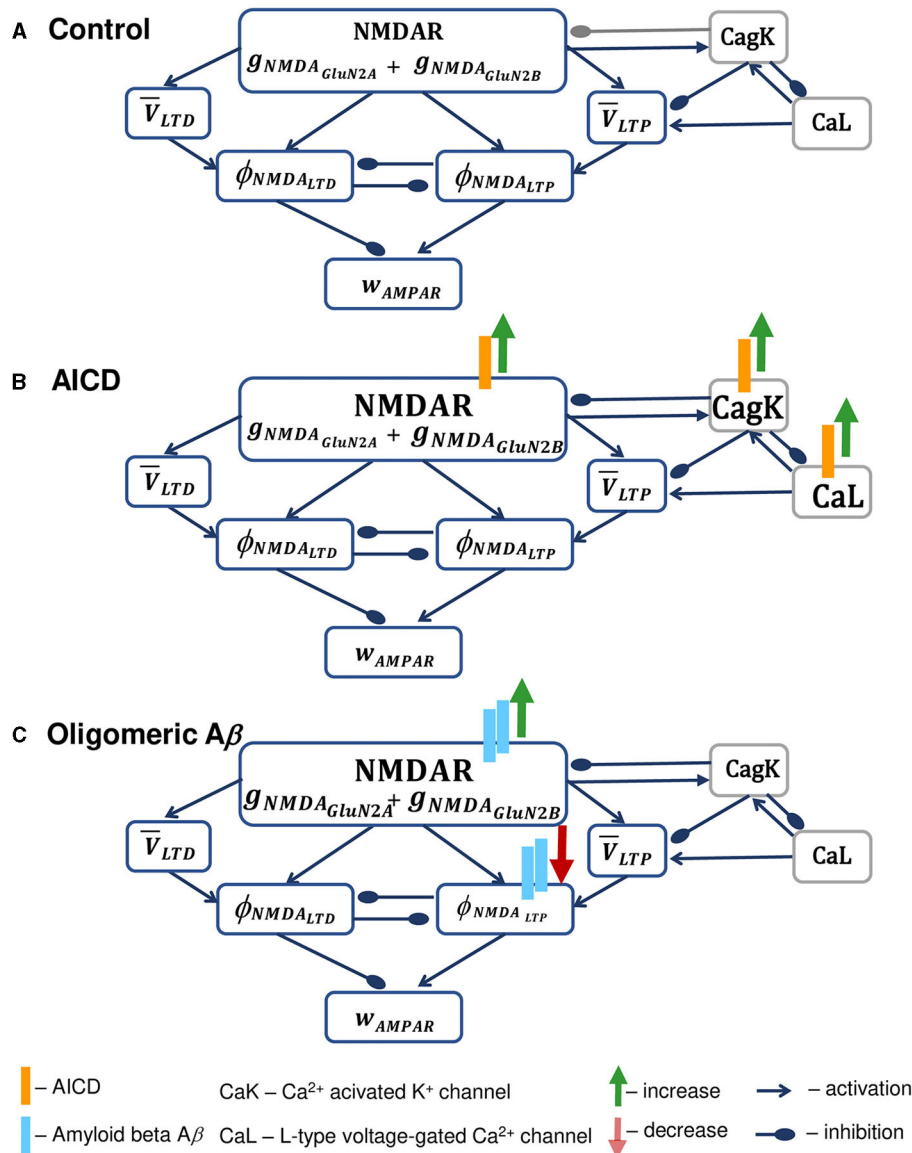 A Control
NMDAR
g_NMDA_GluN2A + g_NMDA_GluN2B
CagK
V̅_LTD
V̅_LTP
CaL
ϕ_NMDA_LTD
ϕ_NMDA_LTP
w_AMPAR
B AICD
NMDAR
g_NMDA_GluN2A + g_NMDA_GluN2B
CagK
V̅_LTD
V̅_LTP
CaL
ϕ_NMDA_LTD
ϕ_NMDA_LTP
w_AMPAR
C Oligomeric Aβ
NMDAR
g_NMDA_GluN2A + g_NMDA_GluN2B
CagK
V̅_LTD
V̅_LTP
CaL
ϕ_NMDA_LTD
ϕ_NMDA_LTP
w_AMPAR
– AICD
CaK – Ca²⁺ acivated K⁺ channel
– increase
– activation
– Amyloid beta Aβ
CaL – L-type voltage-gated Ca²⁺ channel
– decrease
– inhibition